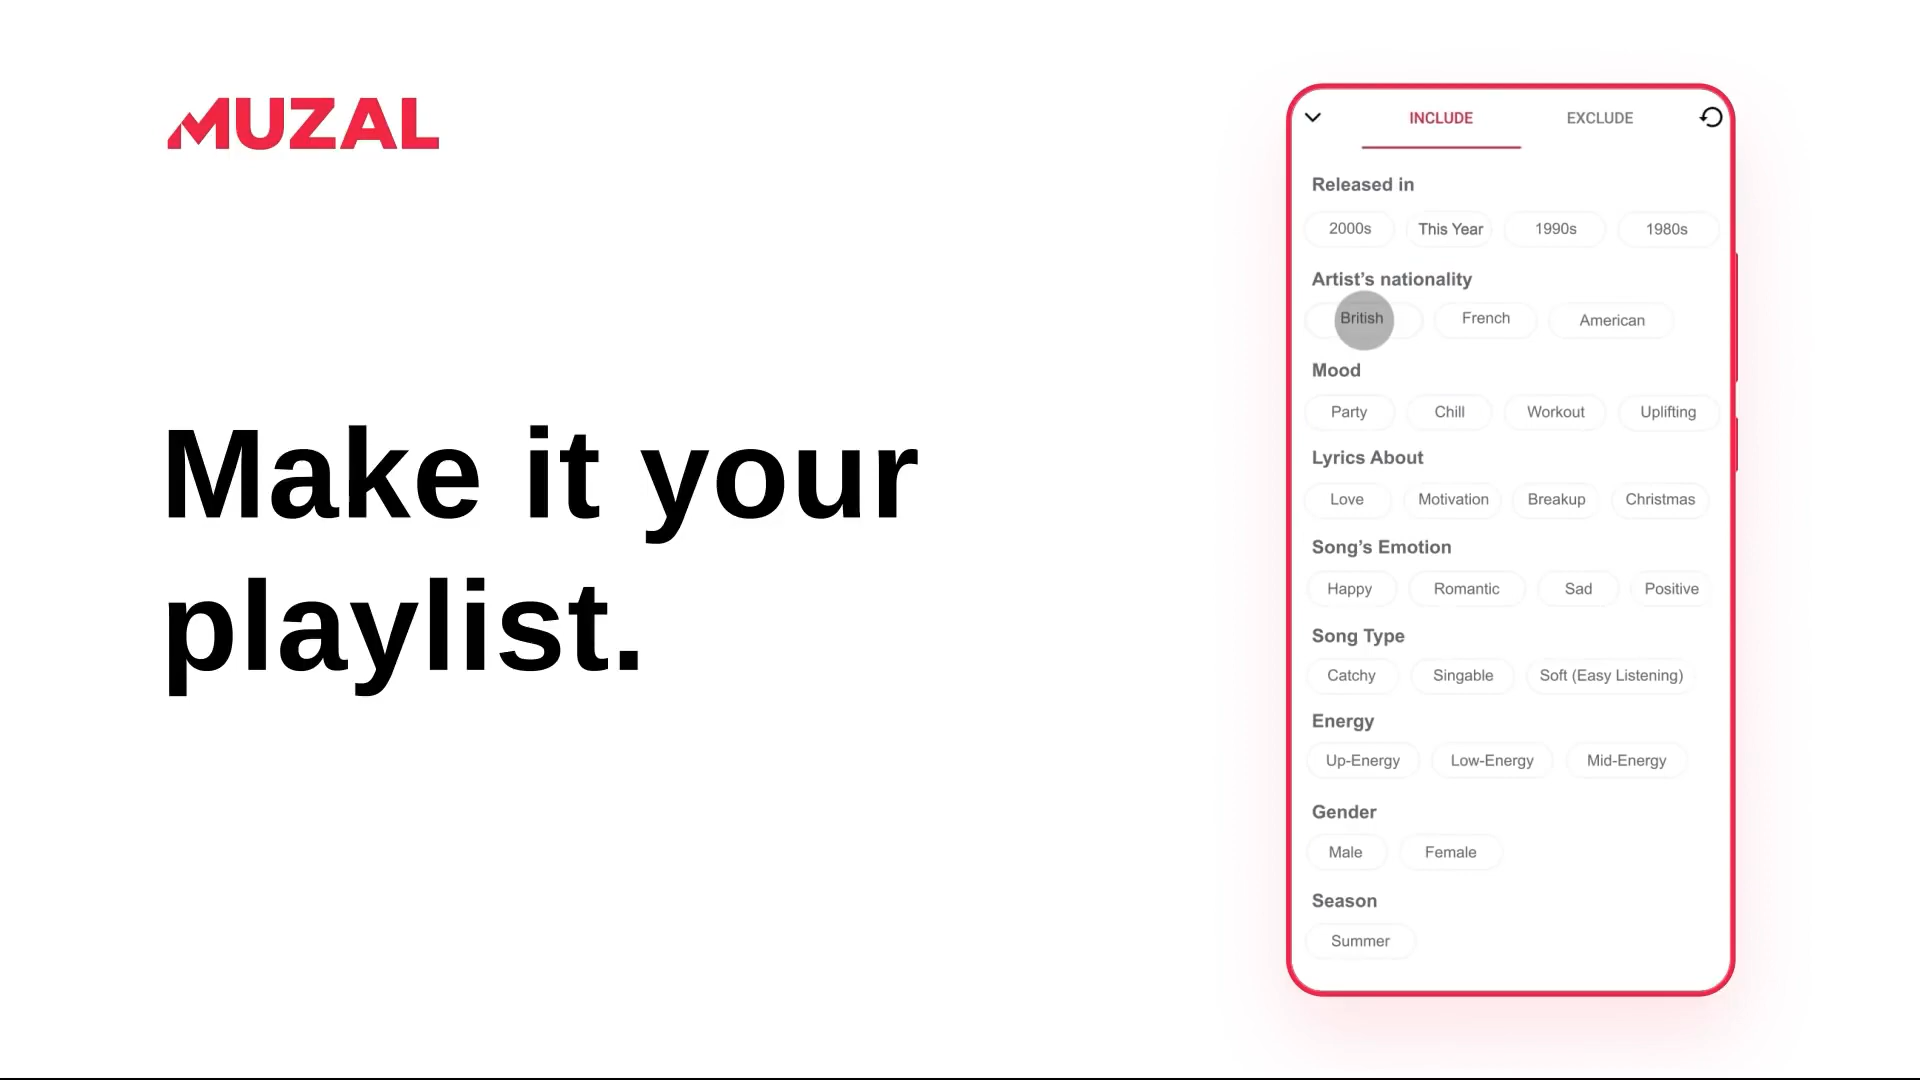 MUZAL
Make it your
playlist.
INCLUDE EXCLUDE
Released in
2000s This Year 1990s 1980s
Artist’s nationality
British French American
Mood
Party Chill Workout Uplifting
Lyrics About
Love Motivation Breakup Christmas
Song’s Emotion
Happy Romantic Sad Positive
Song Type
Catchy Singable Soft (Easy Listening)
Energy
Up-Energy Low-Energy Mid-Energy
Gender
Male Female
Season
Summer